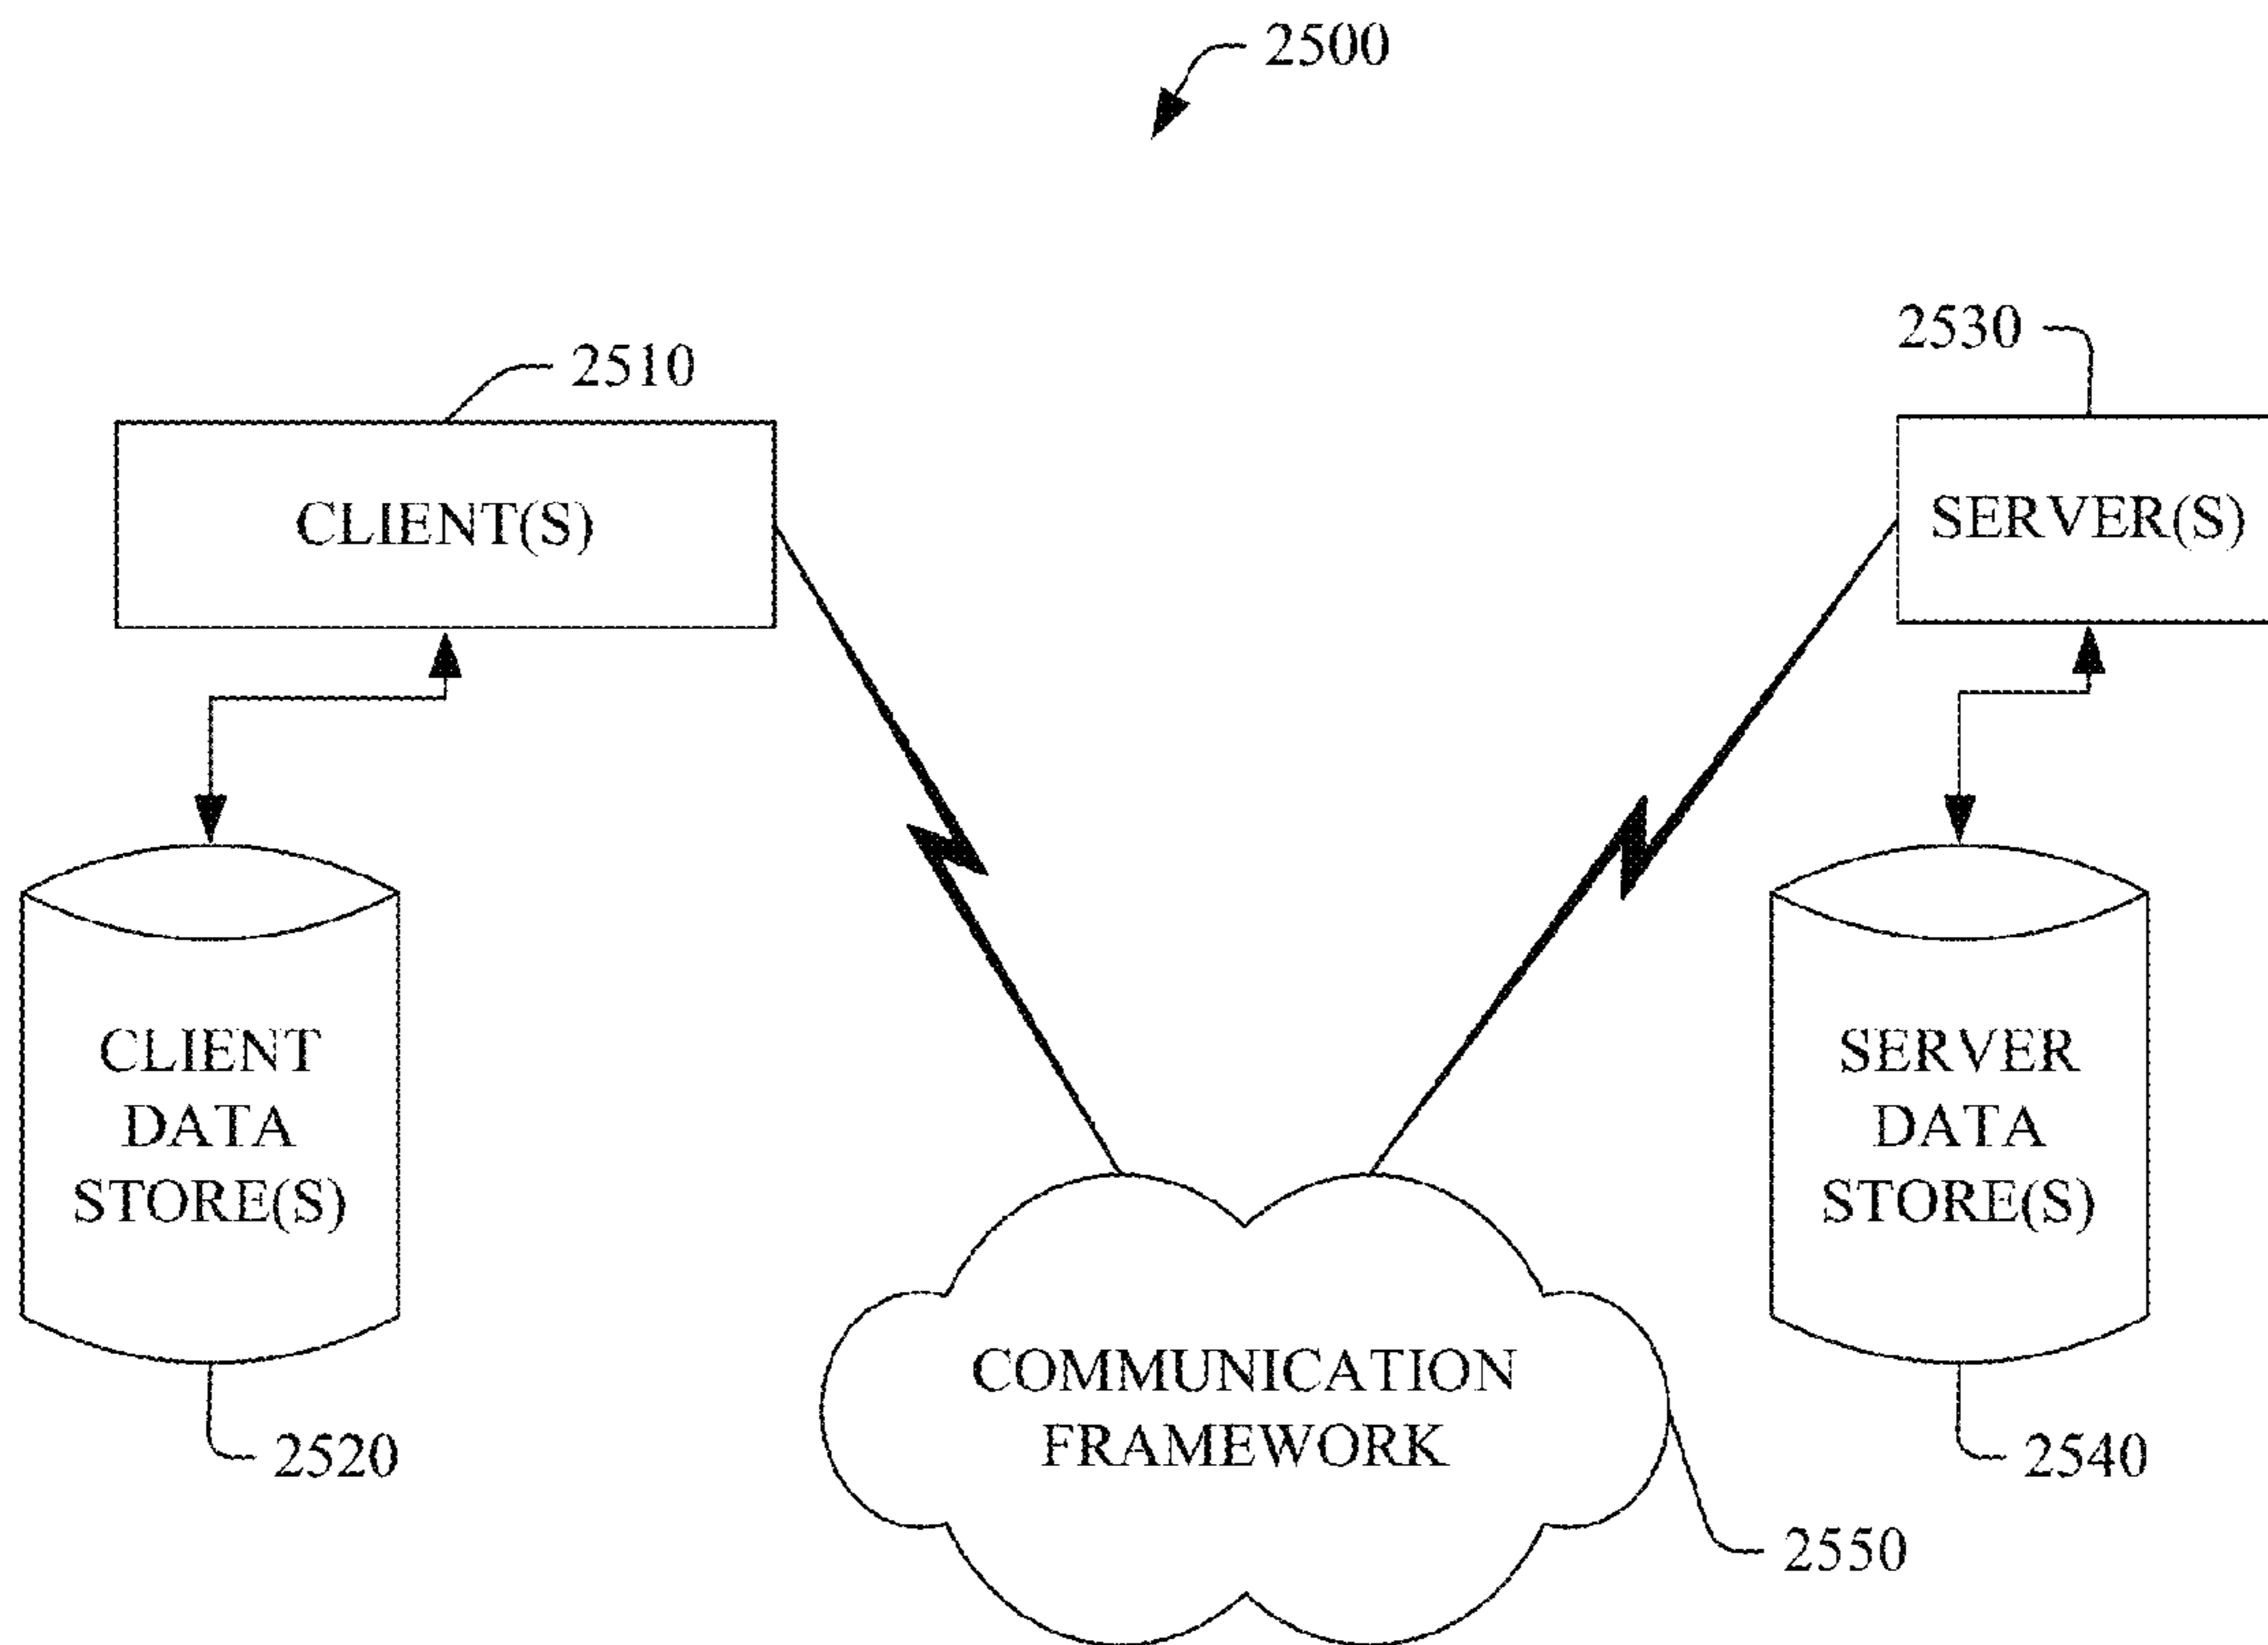 2500
2510
2530
CLIENT(S)
SERVER(S)
CLIENT
DATA
STORE(S)
SERVER
DATA
STORE(S)
COMMUNICATION
FRAMEWORK
2520
2540
2550